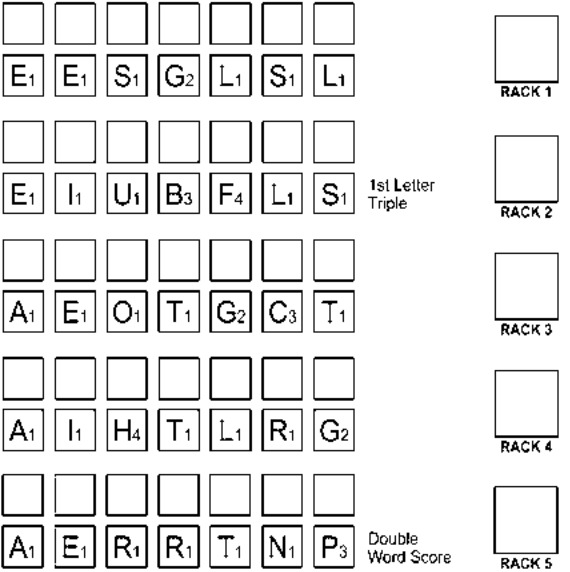 E1 E1 S1 G2 L1 S1 L1
RACK 1
E1 I1 U1 B3 F4 L1 S1
1st Letter
Triple
RACK 2
A1 E1 O1 T1 G2 C3 T1
RACK 3
A1 I1 H4 T1 L1 R1 G2
RACK 4
A1 E1 R1 R1 T1 N1 P3
Double
Word Score
RACK 5